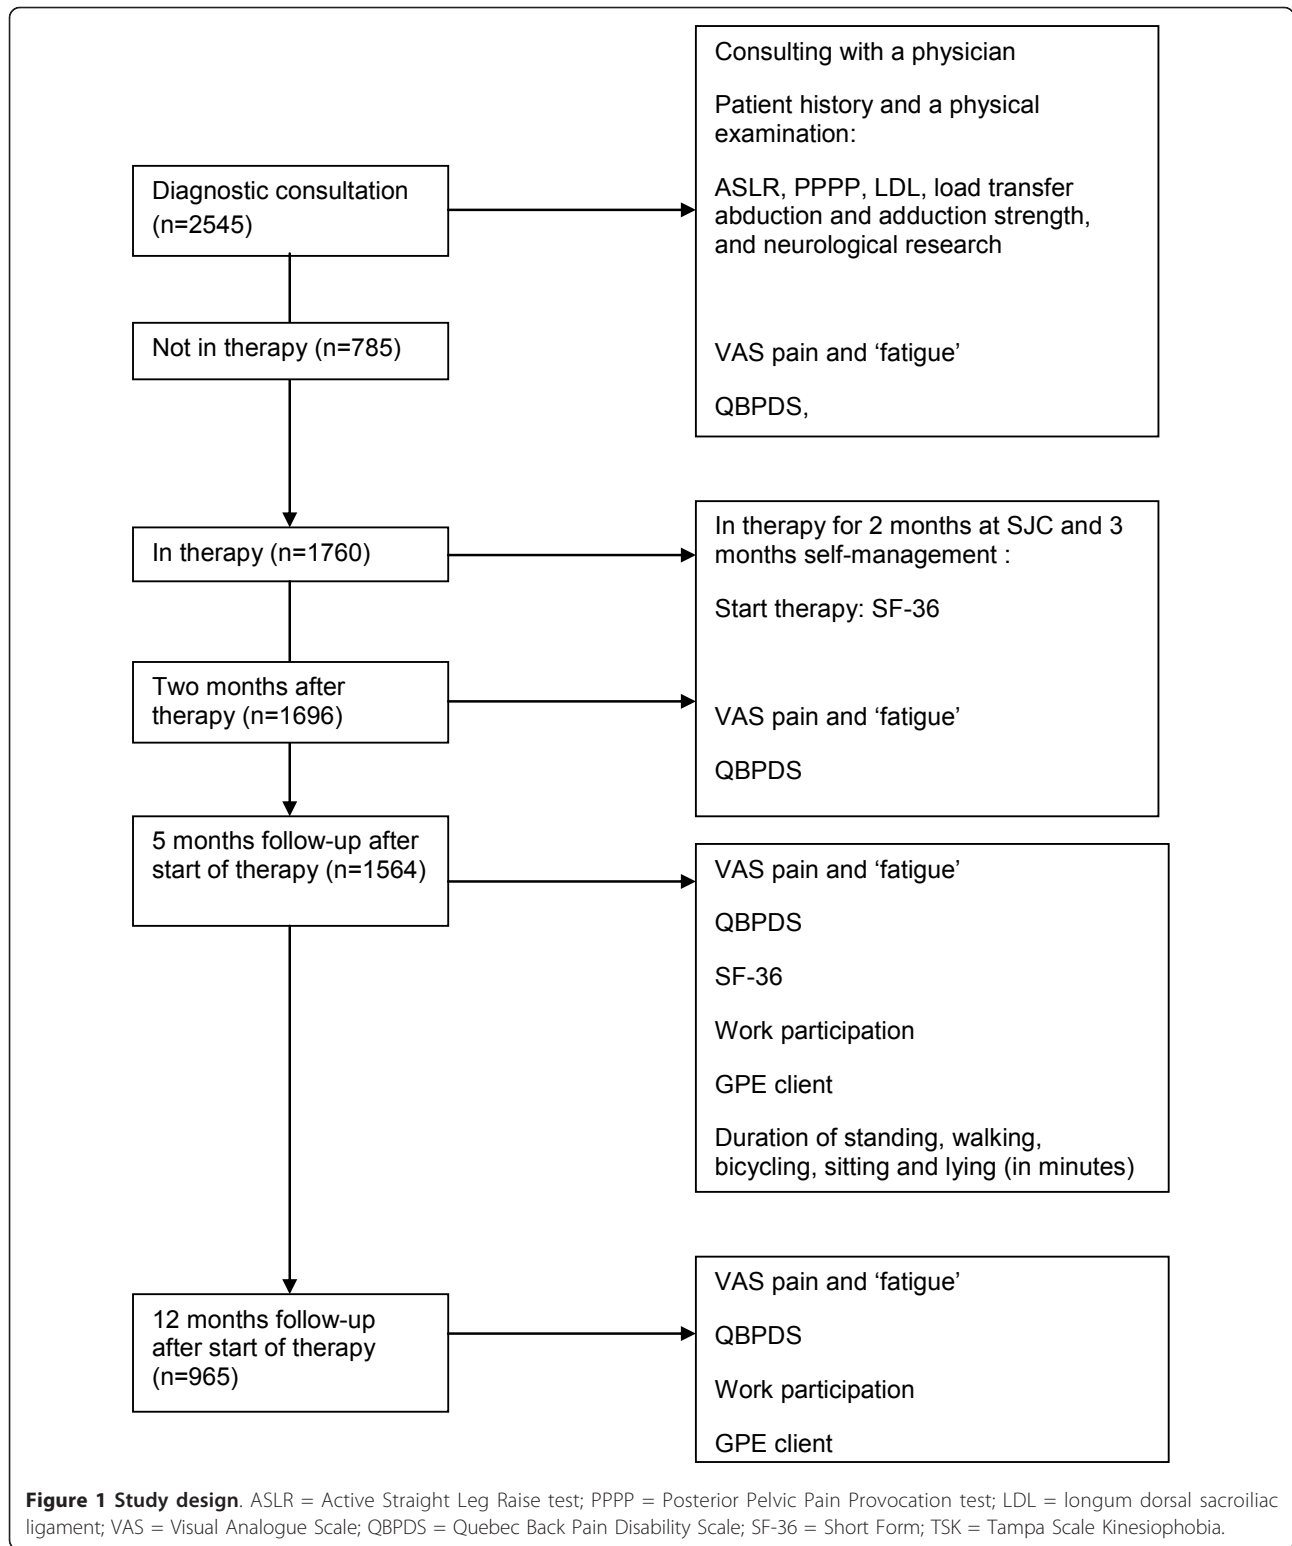 Consulting with a physician
Patient history and a physical
examination:
ASLR, PPPP, LDL, load transfer
abduction and adduction strength,
and neurological research
VAS pain and ‘fatigue’
QBPDS,
Diagnostic consultation
(n=2545)
Not in therapy (n=785)
In therapy (n=1760)
In therapy for 2 months at SJC and 3
months self-management :
Start therapy: SF-36
VAS pain and ‘fatigue’
QBPDS
Two months after
therapy (n=1696)
5 months follow-up after
start of therapy (n=1564)
VAS pain and ‘fatigue’
QBPDS
SF-36
Work participation
GPE client
Duration of standing, walking,
bicycling, sitting and lying (in minutes)
12 months follow-up
after start of therapy
(n=965)
VAS pain and ‘fatigue’
QBPDS
Work participation
GPE client
Figure 1 Study design. ASLR = Active Straight Leg Raise test; PPPP = Posterior Pelvic Pain Provocation test; LDL = longum dorsal sacroiliac
ligament; VAS = Visual Analogue Scale; QBPDS = Quebec Back Pain Disability Scale; SF-36 = Short Form; TSK = Tampa Scale Kinesiophobia.